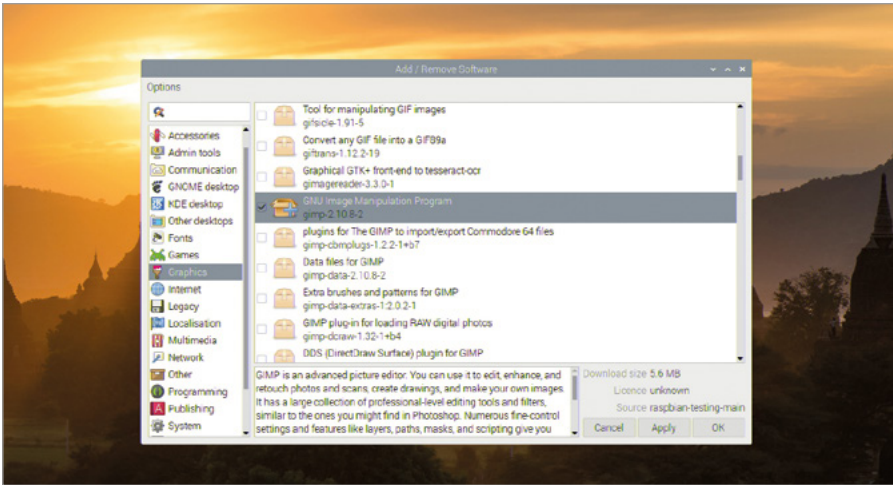 Add / Remove Software
Options
Accessories
Admin tools
Communication
GNOME desktop
KDE desktop
Other desktops
Fonts
Games
Graphics
Internet
Legacy
Localisation
Multimedia
Network
Other
Programming
Publishing
System
Tool for manipulating GIF images
gifsicle-1.91-5
Convert any GIF file into a GIF89a
giftrans-1.12.2-19
Graphical GTK+ front-end to tesseract-ocr
gimagereader-3.3.0-1
GNU Image Manipulation Program
gimp-2.10.8-2
plugins for The GIMP to import/export Commodore 64 files
gimp-cbmplugs-1.2.2-1+b7
Data files for GIMP
gimp-data-2.10.8-2
Extra brushes and patterns for GIMP
gimp-data-extras-1:2.0.2-1
GIMP plug-in for loading RAW digital photos
gimp-dcraw-1.32-1+b4
DDS (DirectDraw Surface) plugin for GIMP
GIMP is an advanced picture editor. You can use it to edit, enhance, and
retouch photos and scans, create drawings, and make your own images.
It has a large collection of professional-level editing tools and filters,
similar to the ones you might find in Photoshop. Numerous fine-control
settings and features like layers, paths, masks, and scripting give you
Download size 5.6 MB
Licence unknown
Source raspbian-testing-main
Cancel
Apply
OK